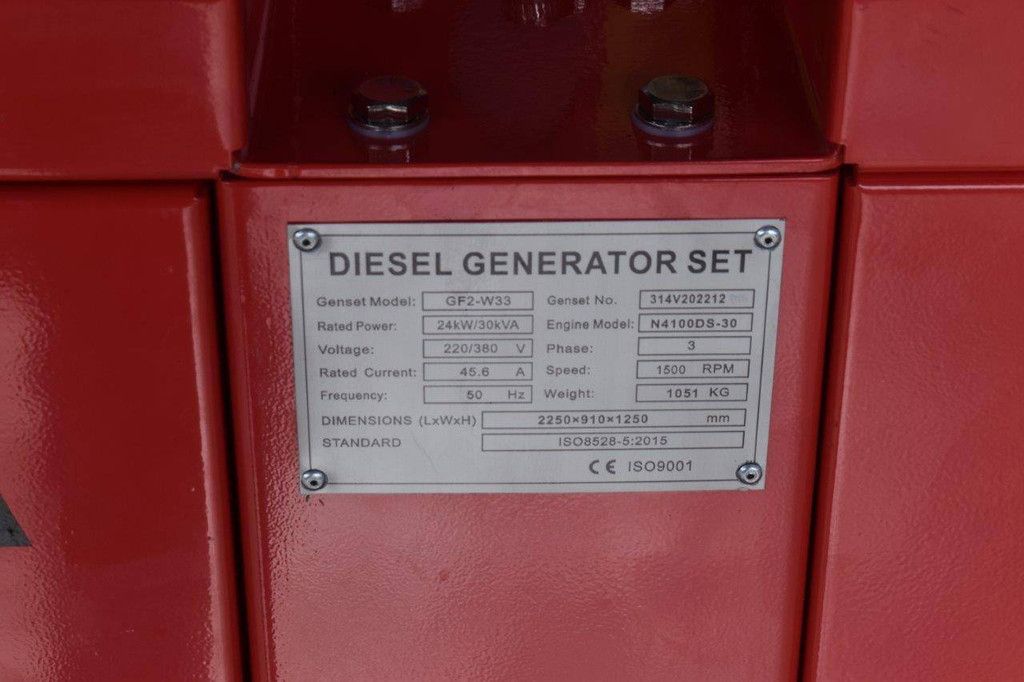 DIESEL GENERATOR SET
Genset Model: GF2-W33 Genset No. 314V202212
Rated Power: 24kW/30kVA Engine Model: N4100DS-30
Voltage: 220/380 V Phase: 3
Rated Current: 45.6 A Speed: 1500 RPM
Frequency: 50 Hz Weight: 1051 KG
DIMENSIONS (LxWxH) 2250×910×1250 mm
STANDARD ISO8528-5:2015
CE ISO9001